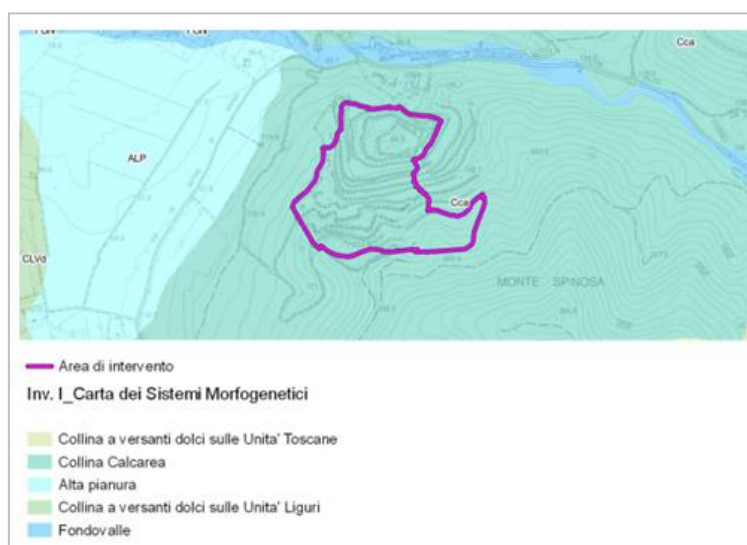 Cca
ALP
Cca
CLVd
MONTE SPINOSA
Area di intervento
Inv. I_Carta dei Sistemi Morfogenetici
Collina a versanti dolci sulle Unita' Toscane
Collina Calcarea
Alta pianura
Collina a versanti dolci sulle Unita' Liguri
Fondovalle